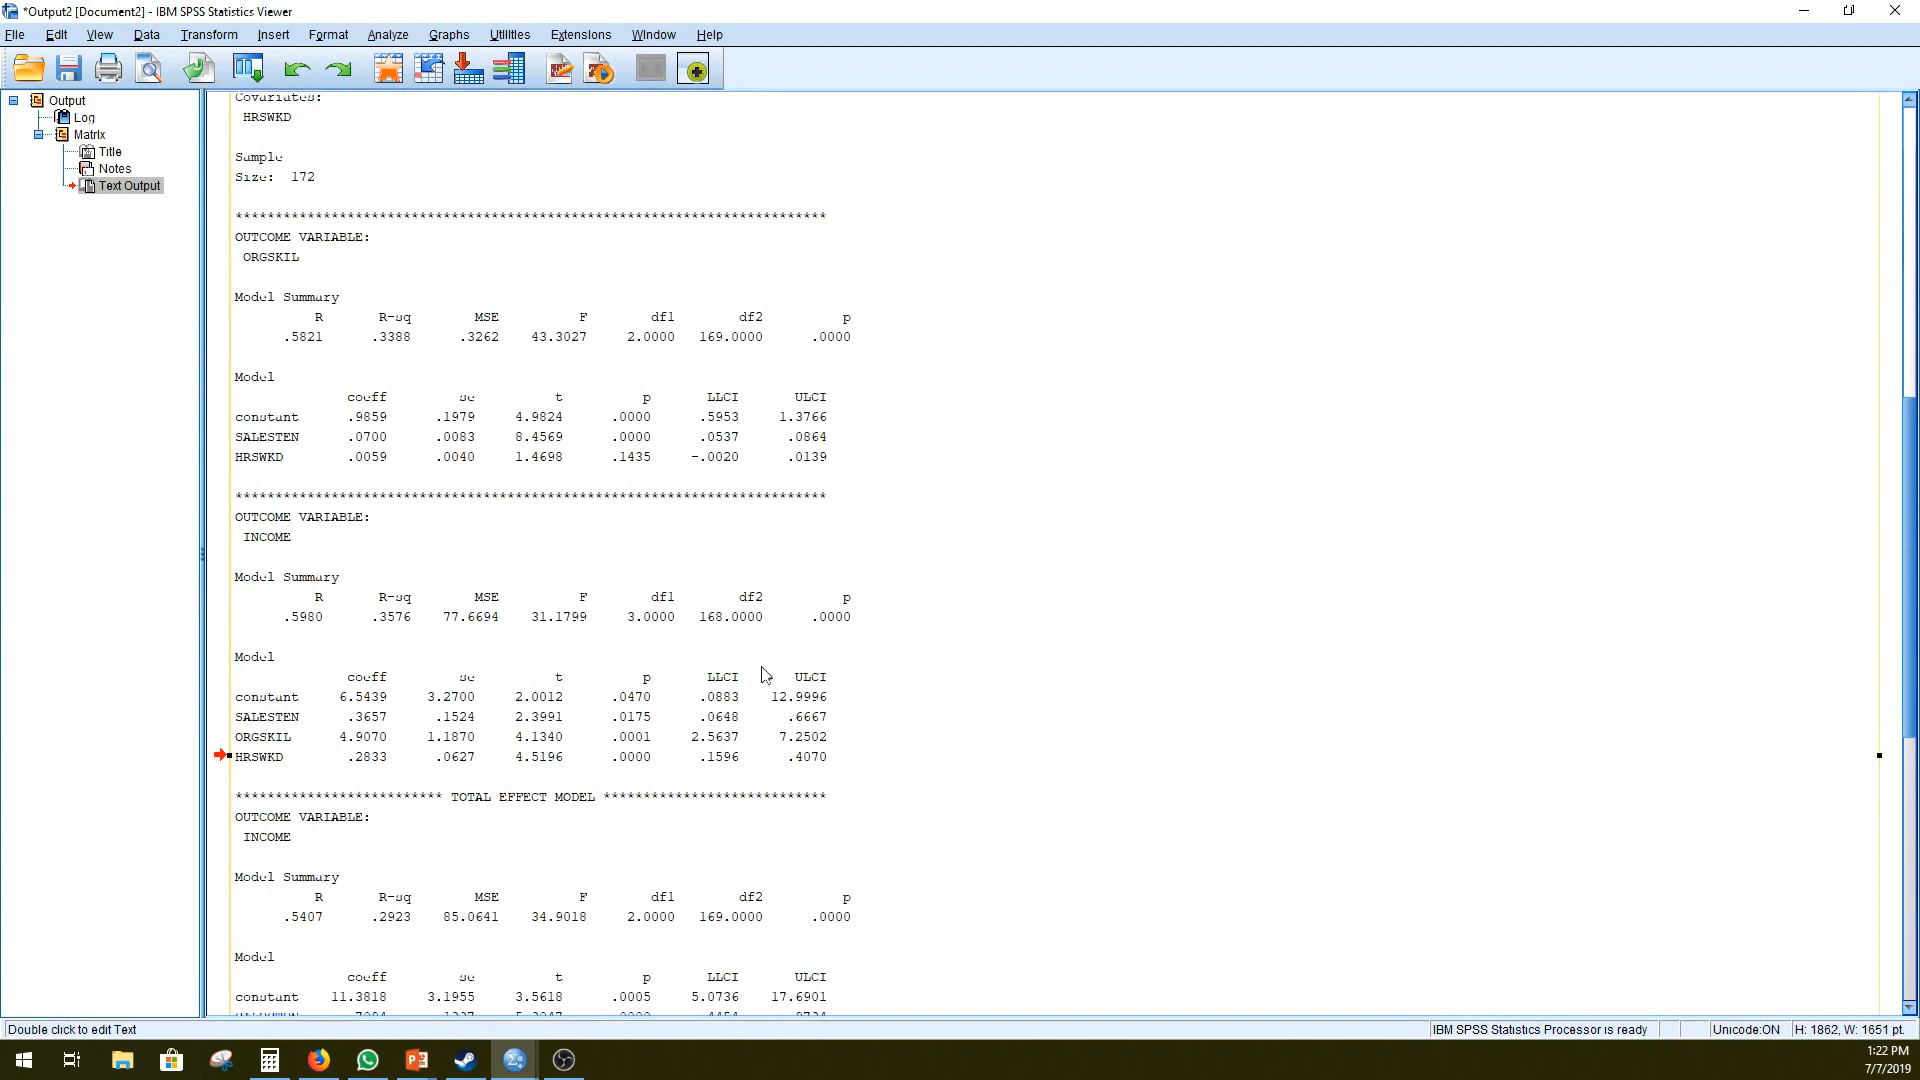 *Output2 [Document2] - IBM SPSS Statistics Viewer
File Edit View Data Transform Insert Format Analyze Graphs Utilities Extensions Window Help
Output
Log
Matrix
Title
Notes
Text Output
Covariates:
HRSWKD
Sample
Size: 172
**************************************************************************
OUTCOME VARIABLE:
ORGSKIL
Model Summary
R R-sq MSE F df1 df2 p
.5821 .3388 .3262 43.3027 2.0000 169.0000 .0000
Model
coeff se t p LLCI ULCI
constant .9859 .1979 4.9824 .0000 .5953 1.3766
SALESTEN .0700 .0083 8.4569 .0000 .0537 .0864
HRSWKD .0059 .0040 1.4698 .1435 -.0020 .0139
**************************************************************************
OUTCOME VARIABLE:
INCOME
Model Summary
R R-sq MSE F df1 df2 p
.5980 .3576 77.6694 31.1799 3.0000 168.0000 .0000
Model
coeff se t p LLCI ULCI
constant 6.5439 3.2700 2.0012 .0470 .0883 12.9996
SALESTEN .3657 .1524 2.3991 .0175 .0648 .6667
ORGSKIL 4.9070 1.1870 4.1340 .0001 2.5637 7.2502
HRSWKD .2833 .0627 4.5196 .0000 .1596 .4070
************************** TOTAL EFFECT MODEL ****************************
OUTCOME VARIABLE:
INCOME
Model Summary
R R-sq MSE F df1 df2 p
.5407 .2923 85.0641 34.9018 2.0000 169.0000 .0000
Model
coeff se t p LLCI ULCI
constant 11.3818 3.1955 3.5618 .0005 5.0736 17.6901
Double click to edit Text
IBM SPSS Statistics Processor is ready
Unicode:ON
H: 1862, W: 1651 pt.
1:22 PM
7/7/2019